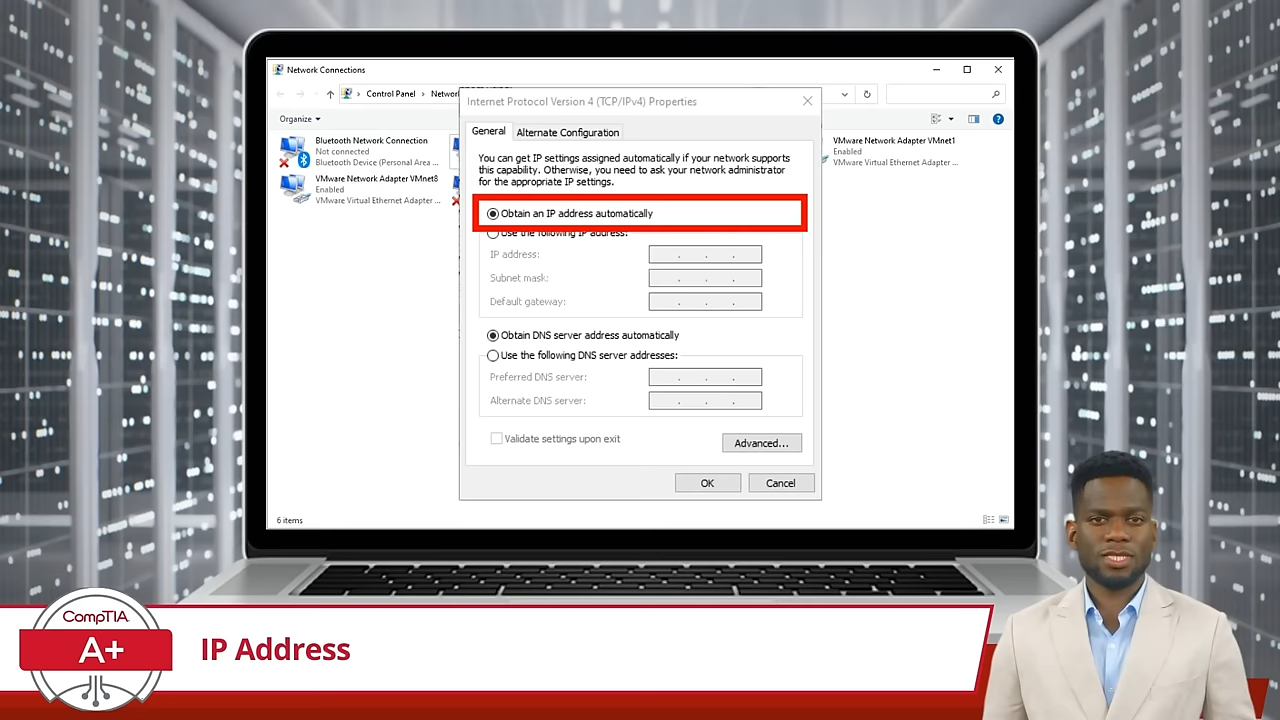 Network Connections
Control Panel
Internet Protocol Version 4 (TCP/IPv4) Properties
Organize
General
Alternate Configuration
Bluetooth Network Connection
Not connected
Bluetooth Device (Personal Area ...
VMware Network Adapter VMnet8
Enabled
VMware Virtual Ethernet Adapter ...
VMware Network Adapter VMnet1
Enabled
VMware Virtual Ethernet Adapter ...
You can get IP settings assigned automatically if your network supports
this capability. Otherwise, you need to ask your network administrator
for the appropriate IP settings.
Obtain an IP address automatically
Use the following IP address:
IP address:
Subnet mask:
Default gateway:
Obtain DNS server address automatically
Use the following DNS server addresses:
Preferred DNS server:
Alternate DNS server:
Validate settings upon exit
Advanced...
OK
Cancel
6 items
CompTIA.
A+
IP Address